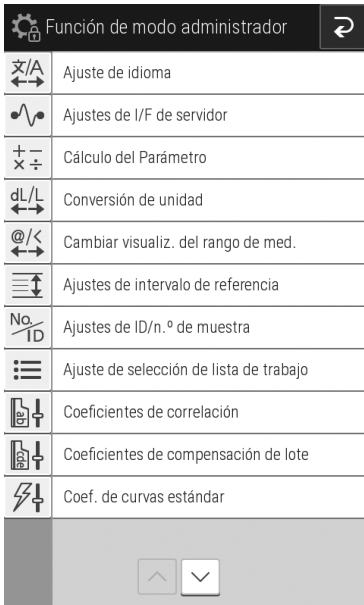 Función de modo administrador
文/A
Ajuste de idioma
Ajustes de I/F de servidor
+ −
× ÷
Cálculo del Parámetro
dL/L
Conversión de unidad
@/<
Cambiar visualiz. del rango de med.
Ajustes de intervalo de referencia
No./ID
Ajustes de ID/n.º de muestra
Ajuste de selección de lista de trabajo
ab
Coeficientes de correlación
cde
Coeficientes de compensación de lote
Coef. de curvas estándar